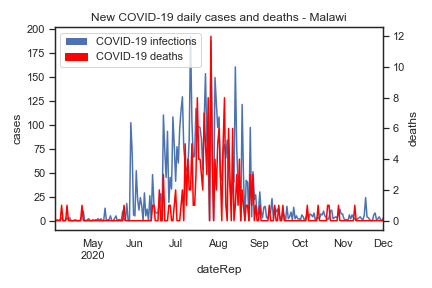 New COVID-19 daily cases and deaths - Malawi
COVID-19 infections
COVID-19 deaths
cases
200
175
150
125
100
75
50
25
0
deaths
12
10
8
6
4
2
0
May
2020
Jun
Jul
Aug
Sep
Oct
Nov
Dec
dateRep